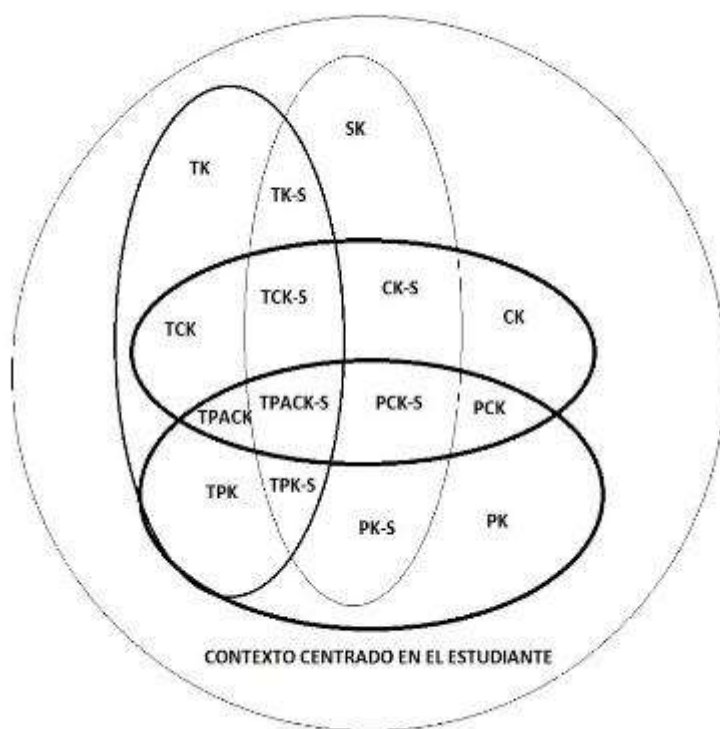 SK
TK
TK-S
TCK-S
CK-S
TCK
CK
TPACK
TPACK-S
PCK-S
PCK
TPK
TPK-S
PK-S
PK
CONTEXTO CENTRADO EN EL ESTUDIANTE